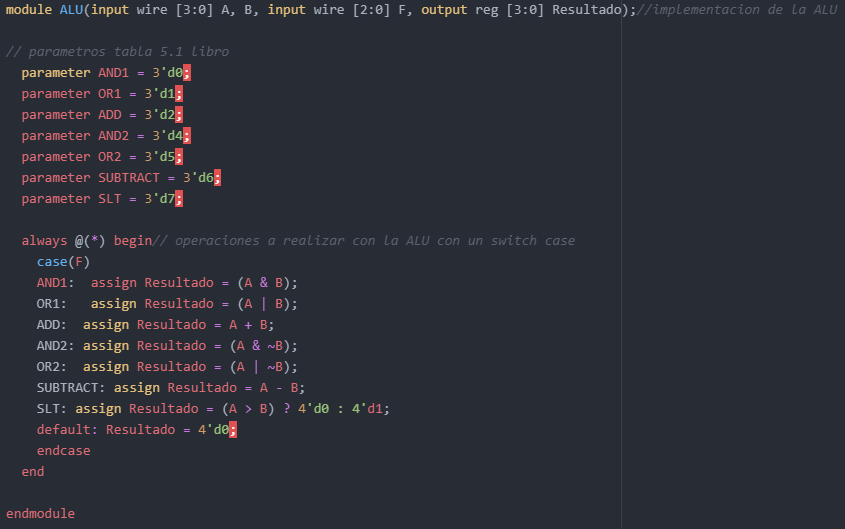 module ALU(input wire [3:0] A, B, input wire [2:0] F, output reg [3:0] Resultado);//implementacion de la ALU
// parametros tabla 5.1 libro
parameter AND1 = 3'd0;
parameter OR1 = 3'd1;
parameter ADD = 3'd2;
parameter AND2 = 3'd4;
parameter OR2 = 3'd5;
parameter SUBTRACT = 3'd6;
parameter SLT = 3'd7;
always @(*) begin// operaciones a realizar con la ALU con un switch case
case(F)
AND1:  assign Resultado = (A & B);
OR1:   assign Resultado = (A | B);
ADD:  assign Resultado = A + B;
AND2: assign Resultado = (A & ~B);
OR2:  assign Resultado = (A | ~B);
SUBTRACT: assign Resultado = A - B;
SLT: assign Resultado = (A > B) ? 4'd0 : 4'd1;
default: Resultado = 4'd0;
endcase
end
endmodule